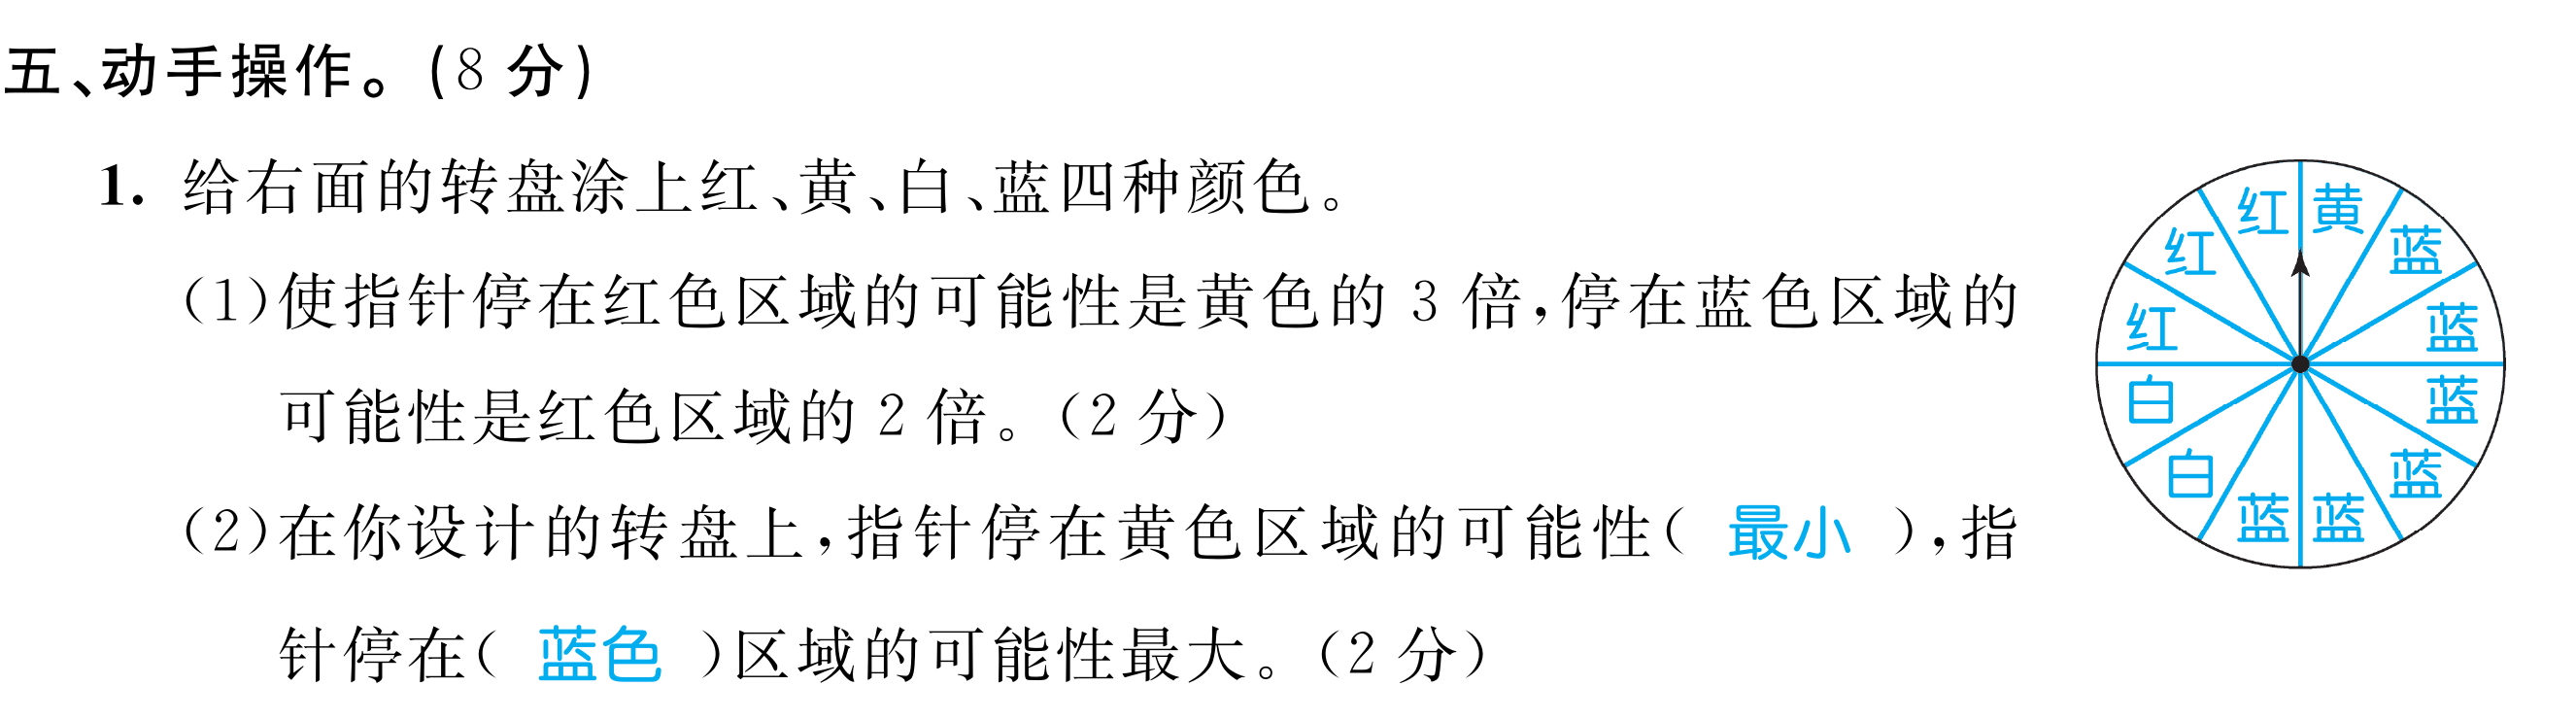 五、动手操作。(8 分)
1. 给右面的转盘涂上红、黄、白、蓝四种颜色。
(1)使指针停在红色区域的可能性是黄色的 3 倍,停在蓝色区域的
可能性是红色区域的 2 倍。(2 分)
(2)在你设计的转盘上,指针停在黄色区域的可能性( 最小 ),指
针停在( 蓝色 )区域的可能性最大。(2 分)
红 黄
红 蓝
红 蓝
白 蓝
白 蓝
蓝 蓝